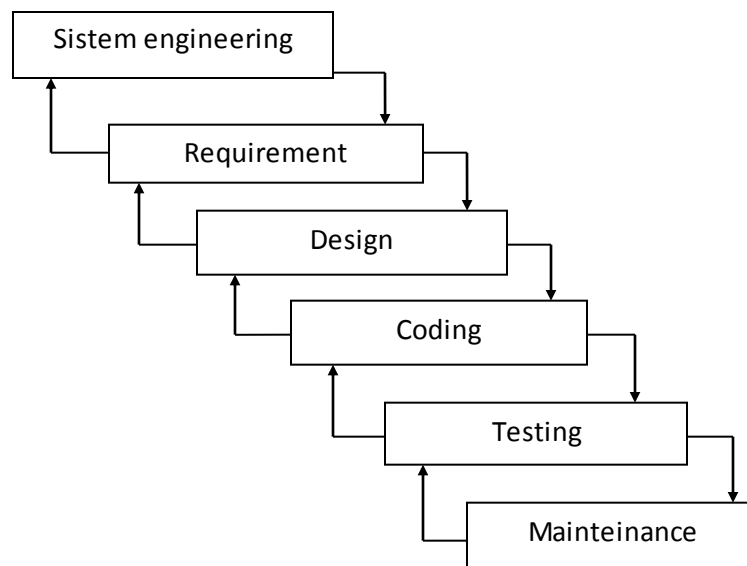 Sistem engineering
Requirement
Design
Coding
Testing
Mainteinance